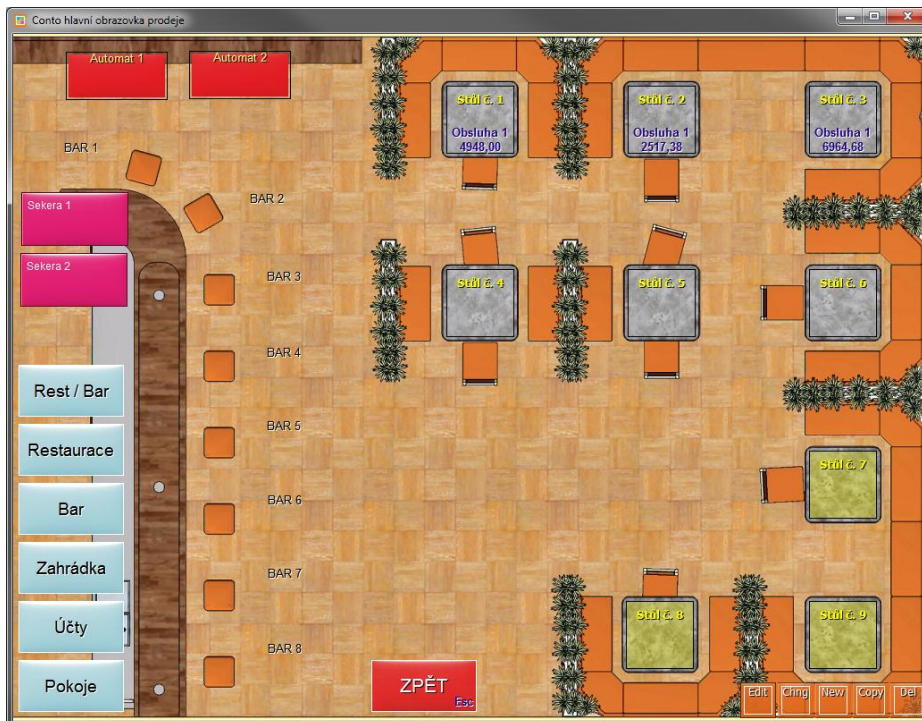 Conto hlavní obrazovka prodeje
Automat 1
Automat 2
Stůl č. 1
Obsluha 1
4948,00
Stůl č. 2
Obsluha 1
2517,38
Stůl č. 3
Obsluha 1
6964,68
BAR 1
BAR 2
Sekera 1
Sekera 2
BAR 3
Stůl č. 4
Stůl č. 5
Stůl č. 6
BAR 4
Rest / Bar
BAR 5
Restaurace
Stůl č. 7
BAR 6
Bar
BAR 7
Zahrádka
Stůl č. 8
Stůl č. 9
Účty
BAR 8
Pokoje
ZPĚT
Esc
Edit
Chng
New
Copy
Del